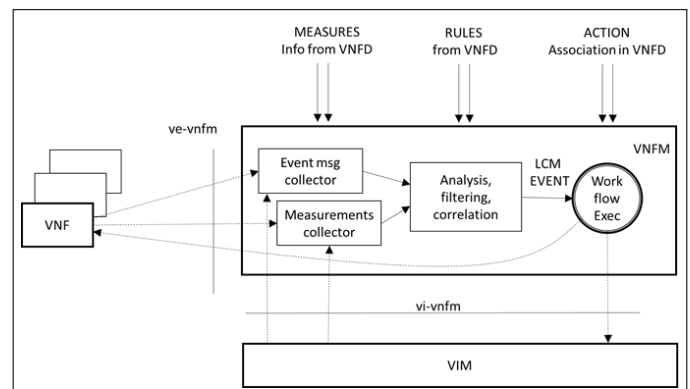 MEASURES
Info from VNFD
RULES
from VNFD
ACTION
Association in VNFD
ve-vnfm
VNFM
Event msg
collector
Measurements
collector
Analysis,
filtering,
correlation
LCM
EVENT
Work
flow
Exec
VNF
vi-vnfm
VIM